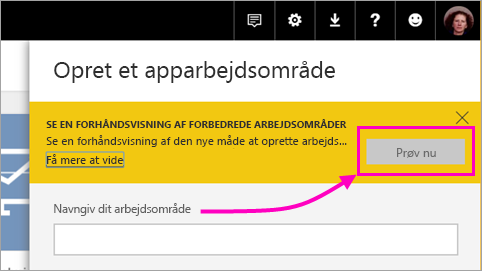 Opret et apparbejdsområde
SE EN FORHÅNDSVISNING AF FORBEDREDE ARBEJDSOMRÅDER
Se en forhåndsvisning af den nye måde at oprette arbejds...
Få mere at vide
Prøv nu
Navngiv dit arbejdsområde